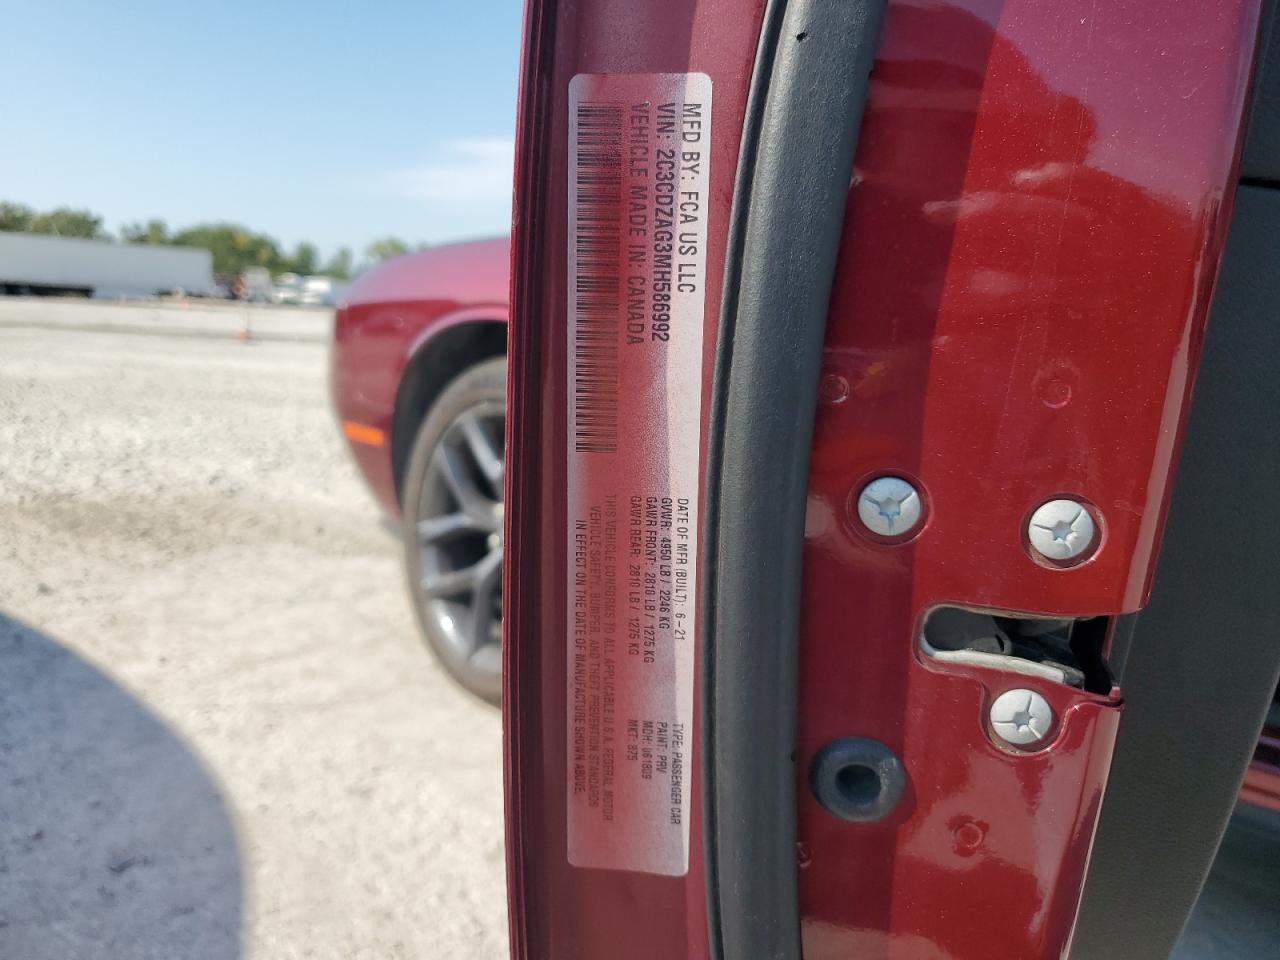 MFD BY: FCA US LLC
VIN: 2C3CDZAG3MH586992
VEHICLE MADE IN: CANADA
DATE OF MFR (BUILT): 6-21
GVWR: 4950 LB / 2246 KG
GAWR FRONT: 2810 LB / 1275 KG
GAWR REAR: 2810 LB / 1275 KG
THIS VEHICLE CONFORMS TO ALL APPLICABLE U.S.A. FEDERAL MOTOR
VEHICLE SAFETY, BUMPER, AND THEFT PREVENTION STANDARDS
IN EFFECT ON THE DATE OF MANUFACTURE SHOWN ABOVE.
TYPE: PASSENGER CAR
PAINT: PRV
MDH: 061809
MKT: 875